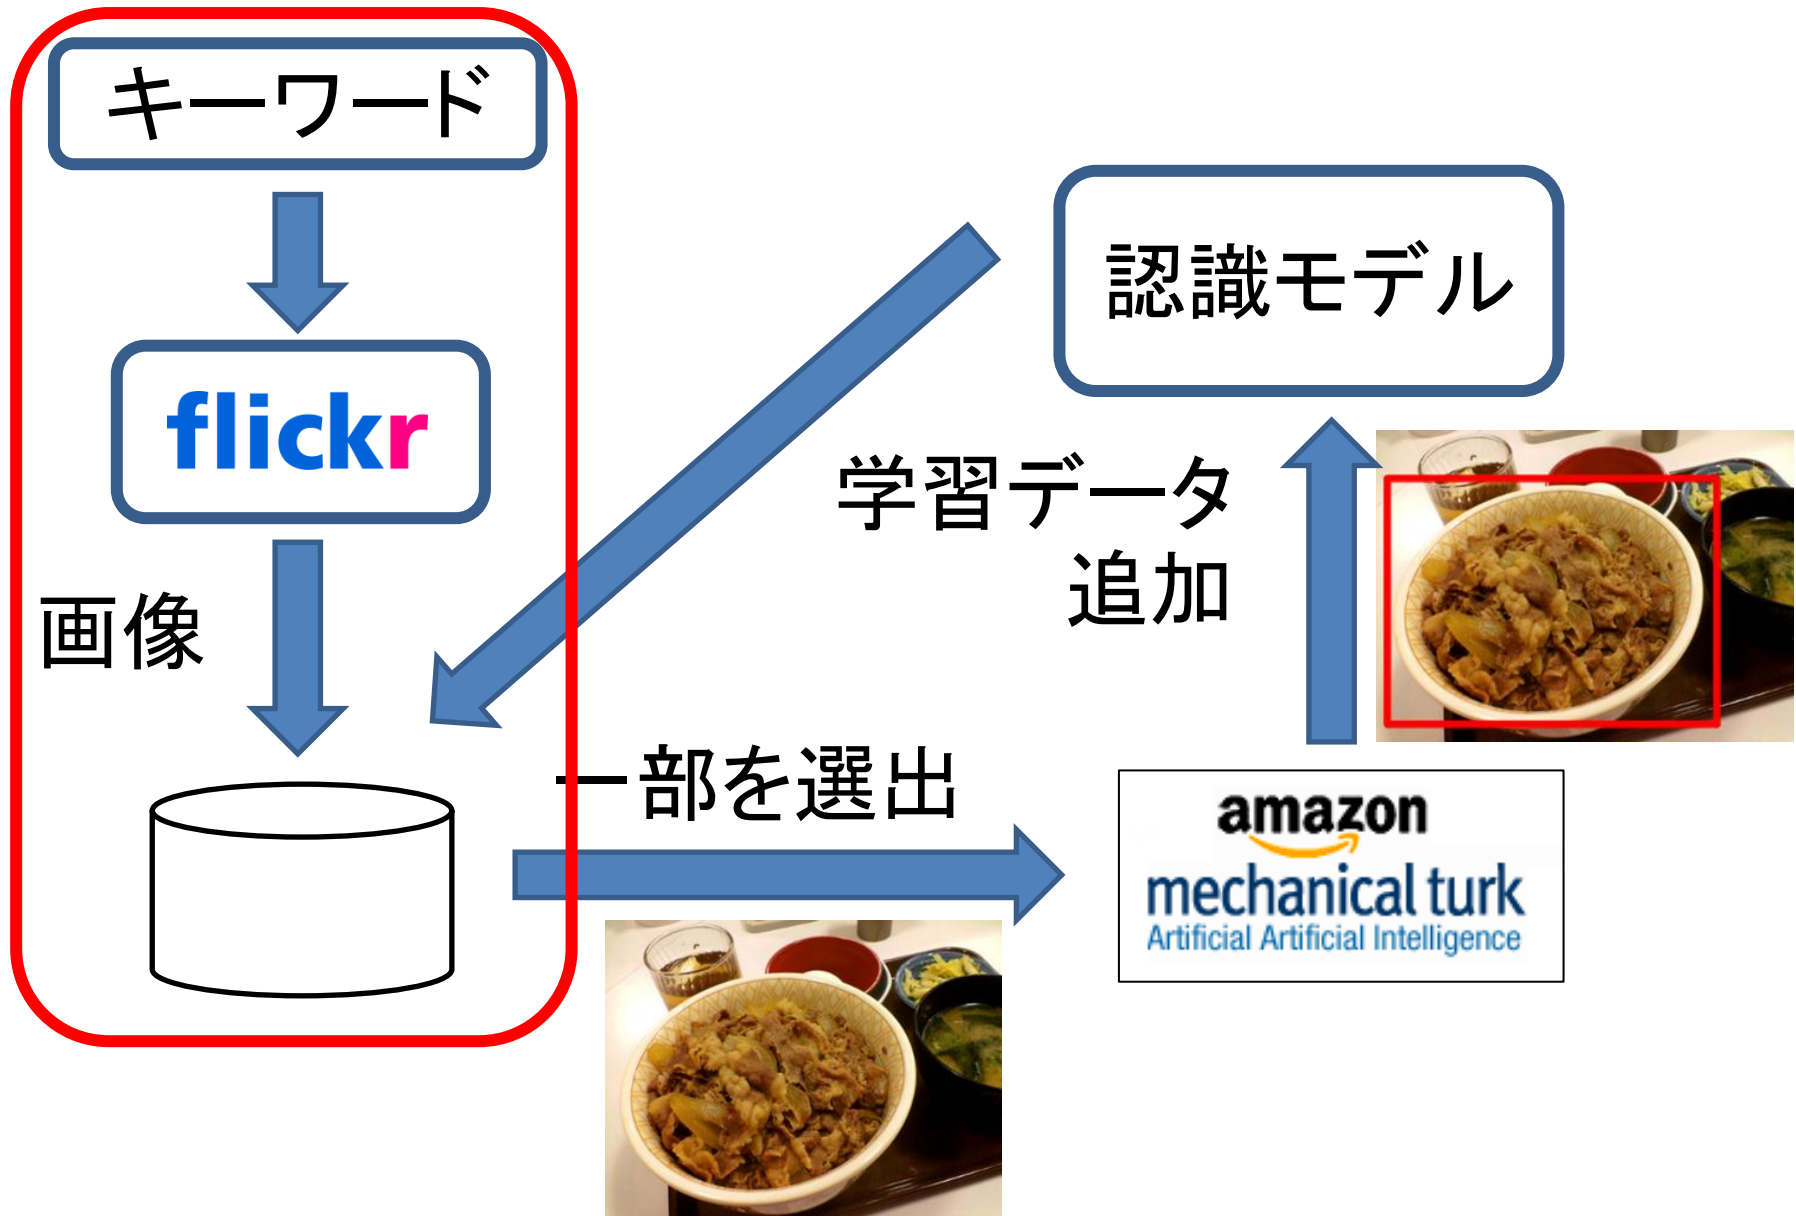 キーワード
flickr
画像
認識モデル
学習データ
追加
一部を選出
amazon
mechanical turk
Artificial Artificial Intelligence